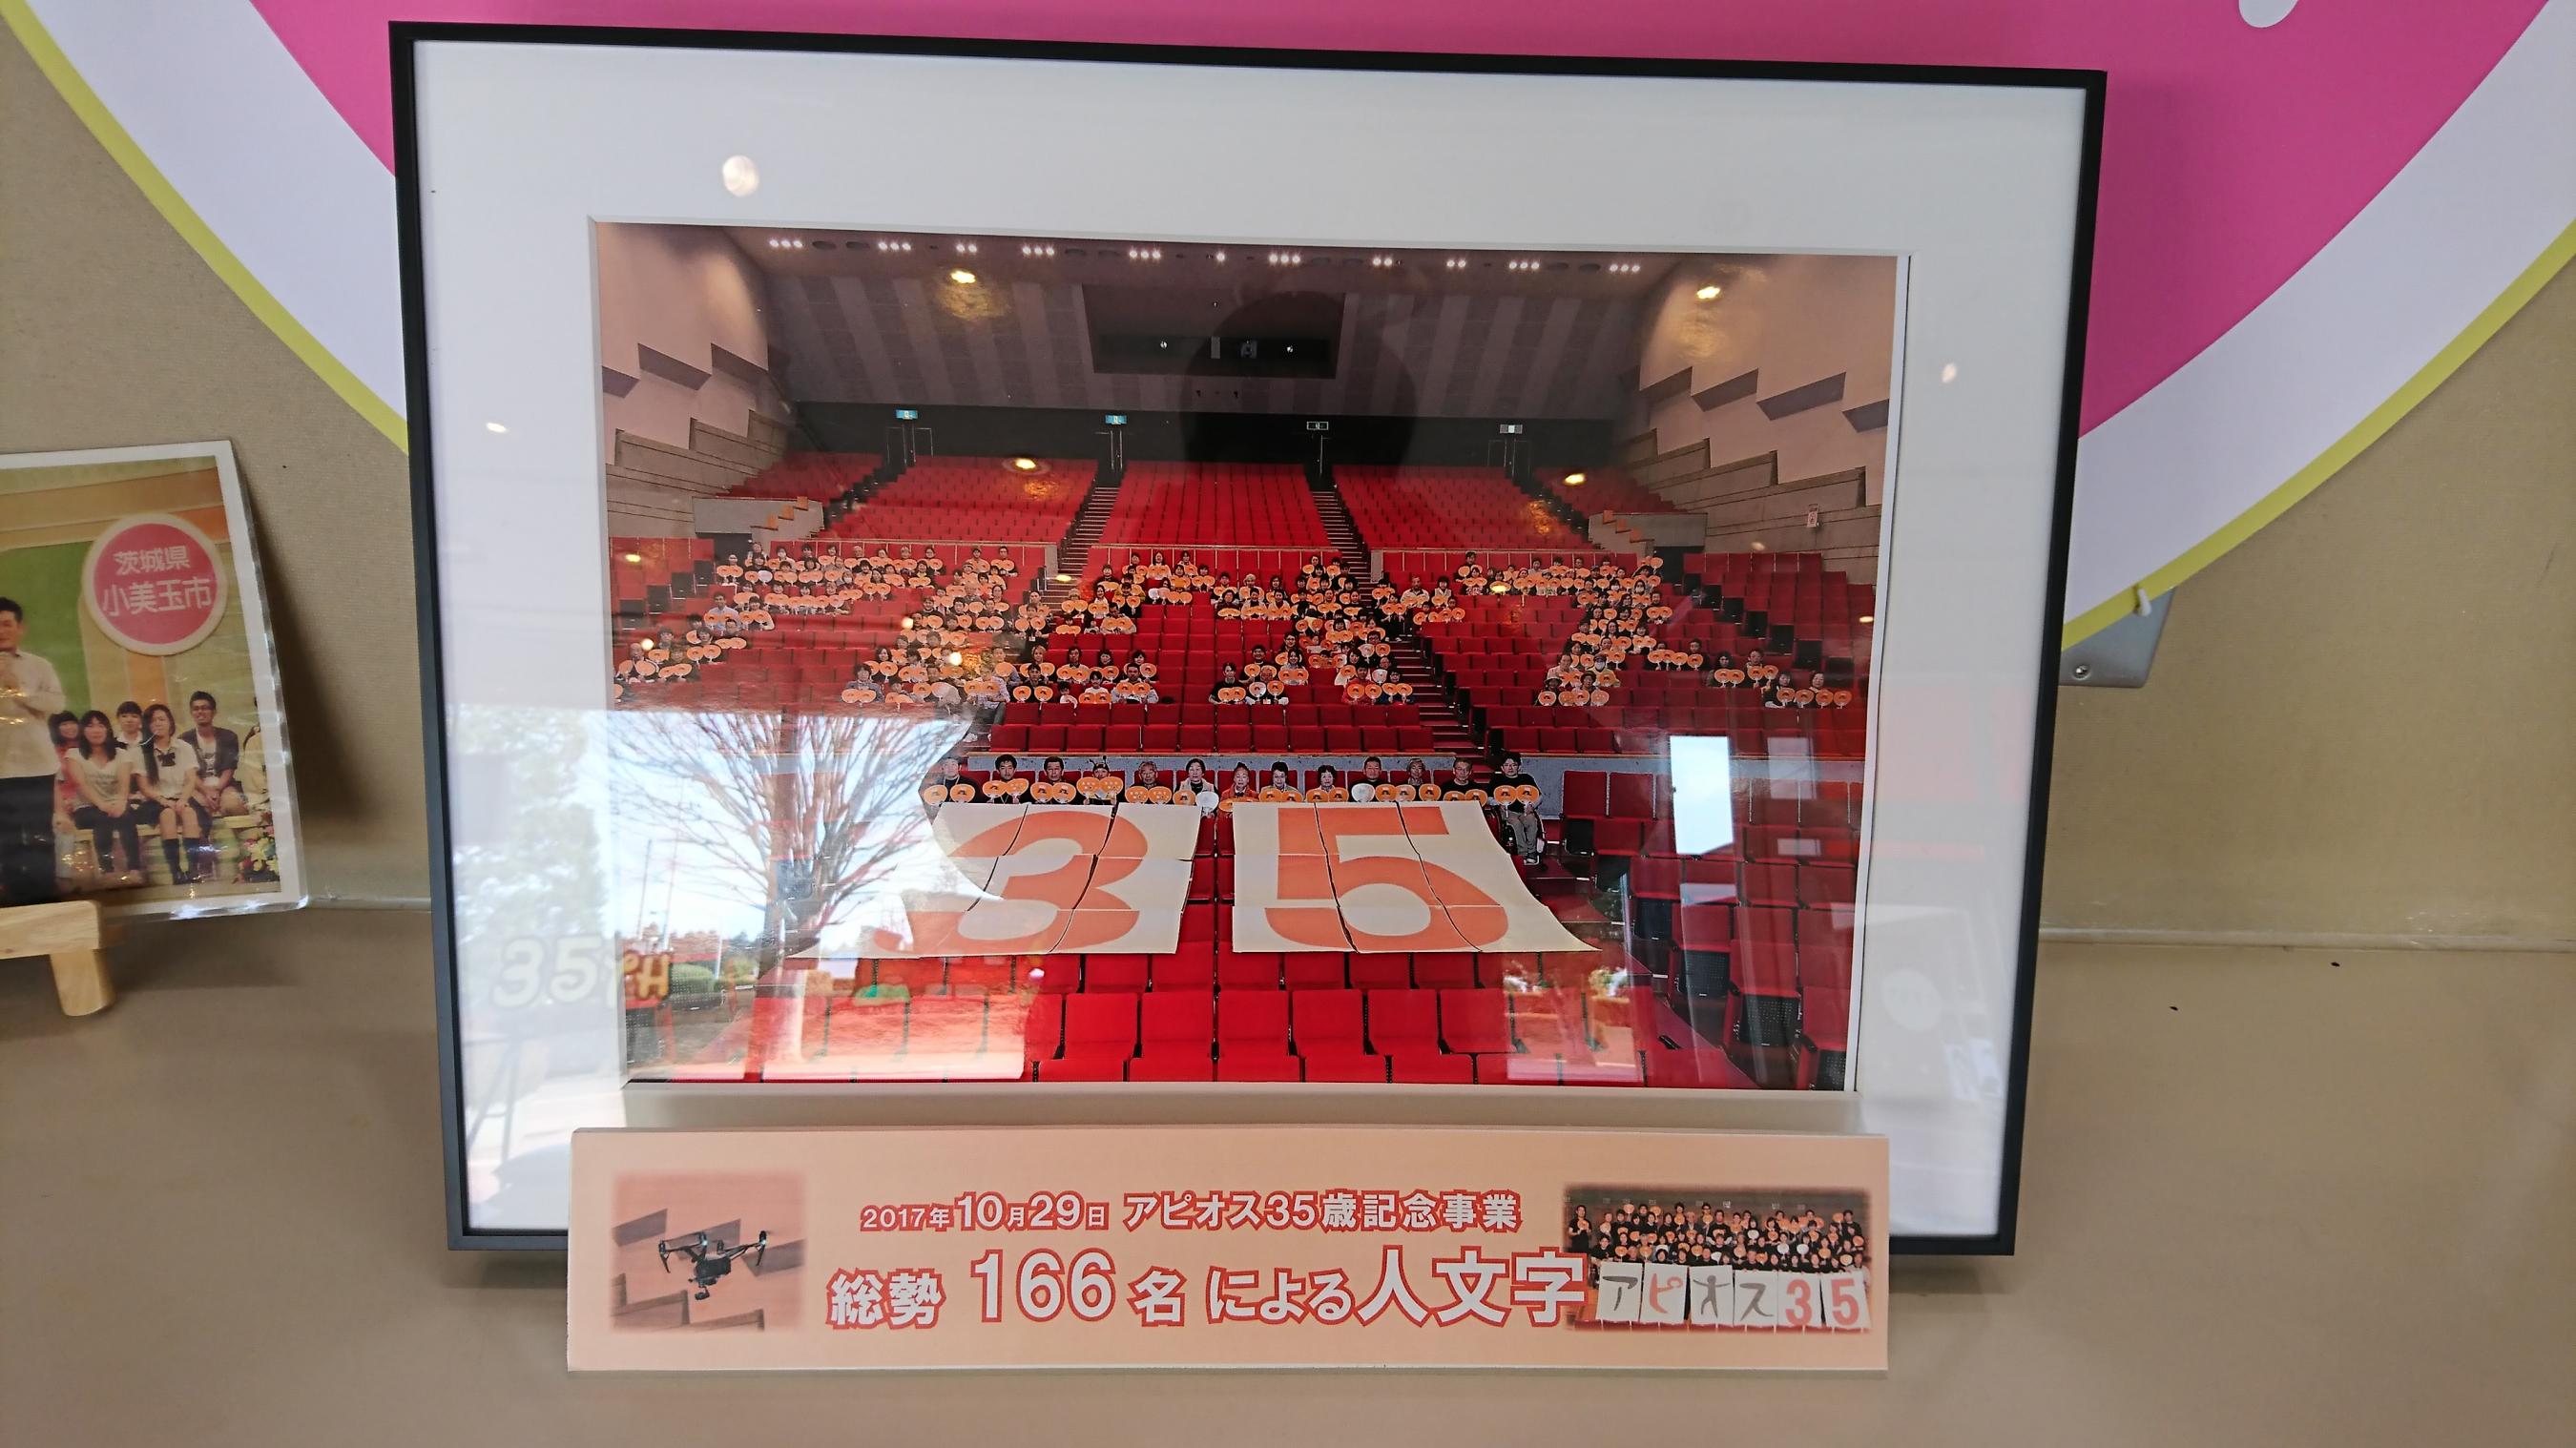 茨城県
小美玉市
35
35TH
2017年10月29日 アピオス35歳記念事業
総勢 166名 による人文字
アピオス35